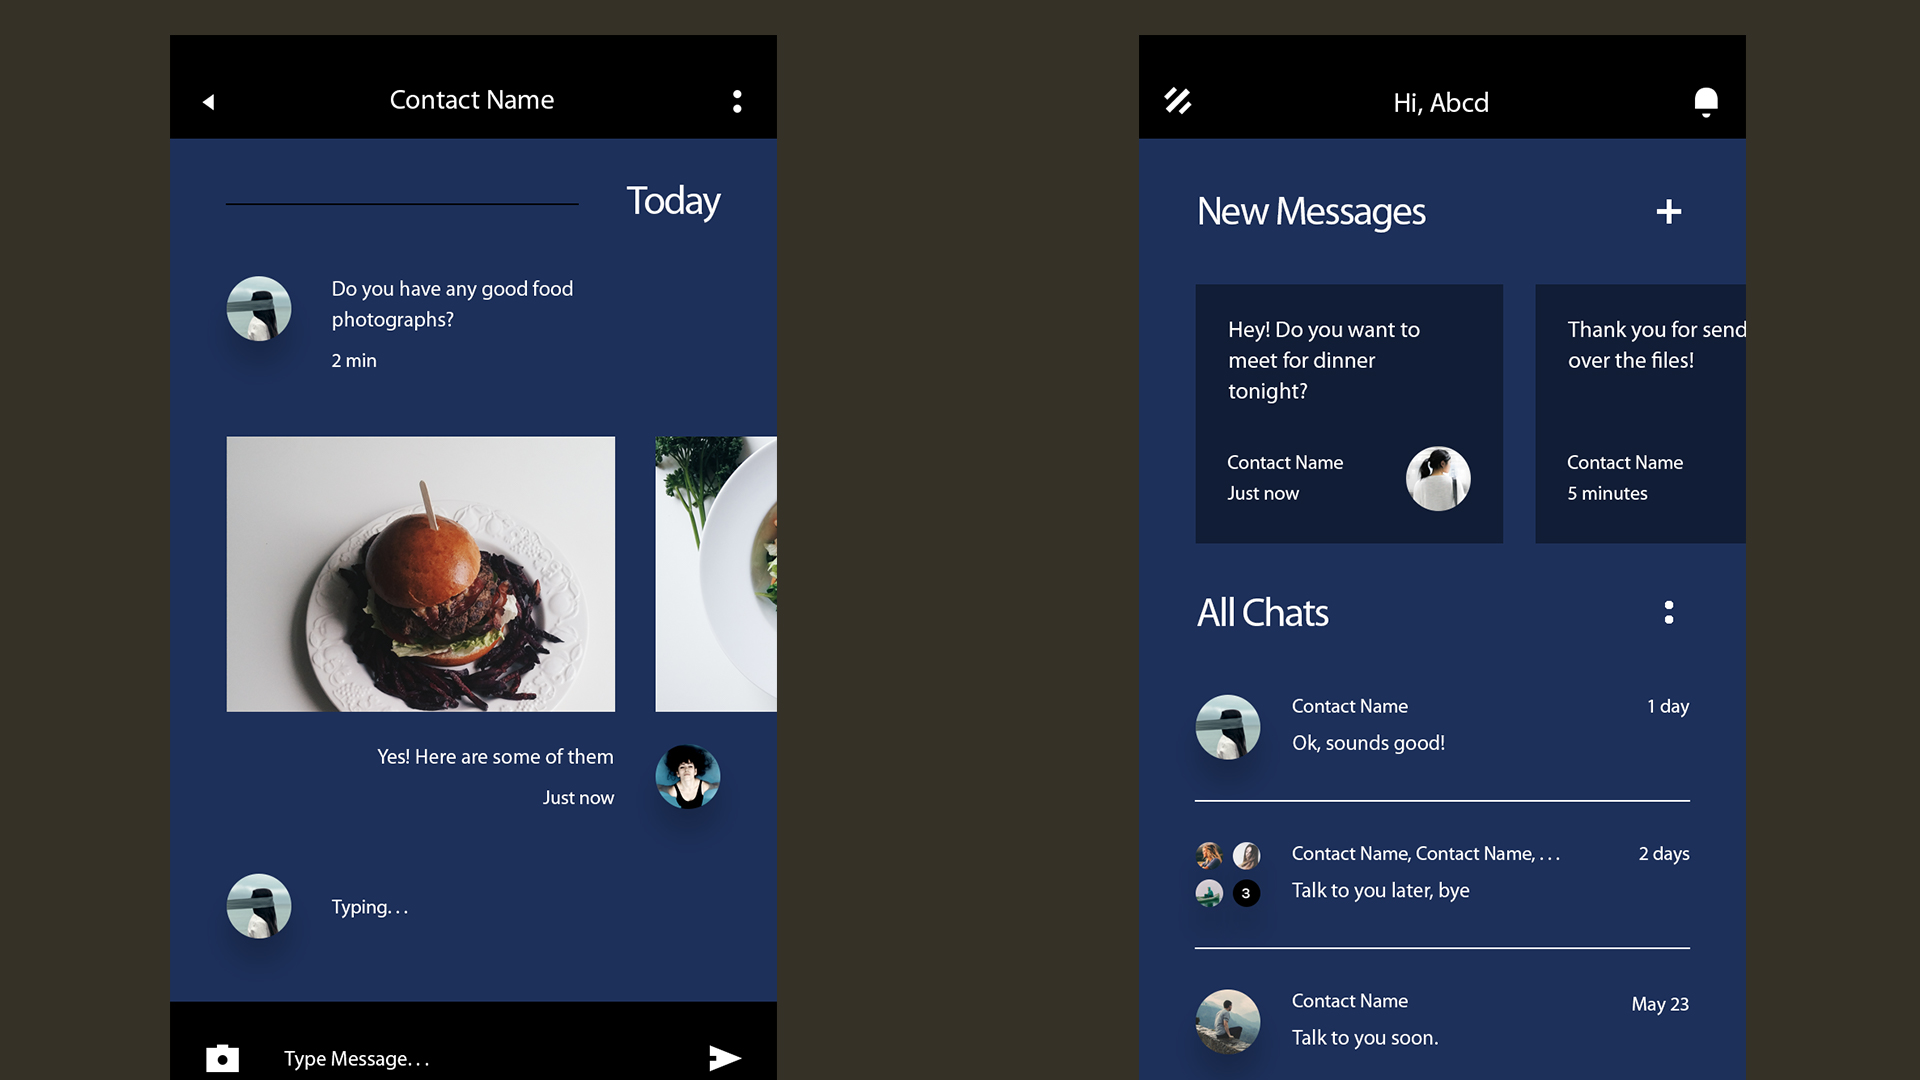 Contact Name
Today
Do you have any good food
photographs?
2 min
Yes! Here are some of them
Just now
Typing...
Type Message...
Hi, Abcd
New Messages
Hey! Do you want to
meet for dinner
tonight?
Contact Name
Just now
Thank you for send
over the files!
Contact Name
5 minutes
All Chats
Contact Name
1 day
Ok, sounds good!
Contact Name, Contact Name, ...
2 days
3
Talk to you later, bye
Contact Name
May 23
Talk to you soon.